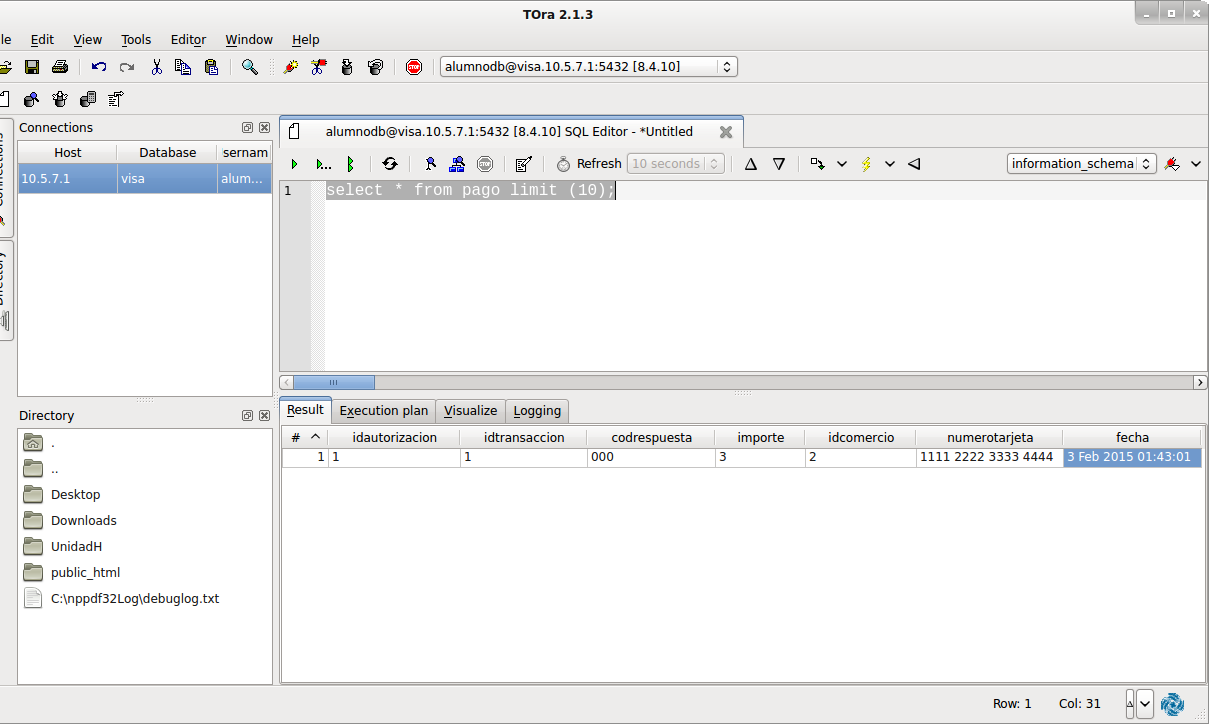 TOra 2.1.3
le Edit View Tools Editor Window Help
alumnodb@visa.10.5.7.1:5432 [8.4.10]
Connections
Host Database sernam
10.5.7.1 visa alum...
Connections
Directory
alumnodb@visa.10.5.7.1:5432 [8.4.10] SQL Editor - *Untitled
Refresh 10 seconds information_schema
1 select * from pago limit (10);
Directory
.
..
Desktop
Downloads
UnidadH
public_html
C:\nppdf32Log\debuglog.txt
Result Execution plan Visualize Logging
# idautorizacion idtransaccion codrespuesta importe idcomercio numerotarjeta fecha
1 1 1 000 3 2 1111 2222 3333 4444 3 Feb 2015 01:43:01
Row: 1 Col: 31